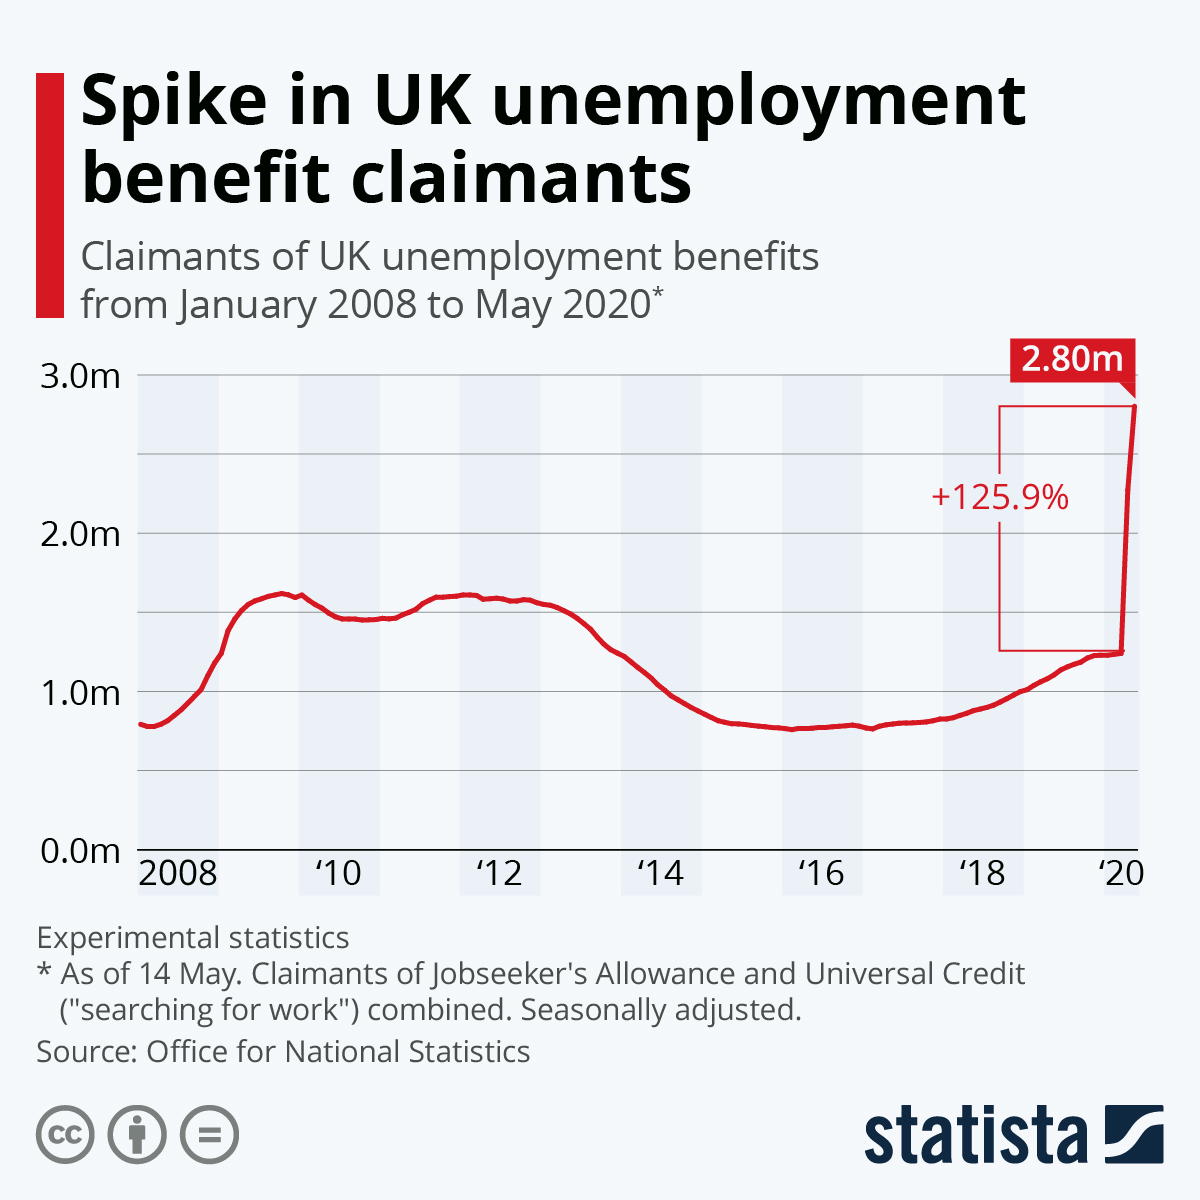 Spike in UK unemployment
benefit claimants
Claimants of UK unemployment benefits
from January 2008 to May 2020*
2.80m
3.0m
+125.9%
2.0m
1.0m
0.0m
2008 ‘10 ‘12 ‘14 ‘16 ‘18 ‘20
Experimental statistics
* As of 14 May. Claimants of Jobseeker's Allowance and Universal Credit
("searching for work") combined. Seasonally adjusted.
Source: Office for National Statistics
cc
statista